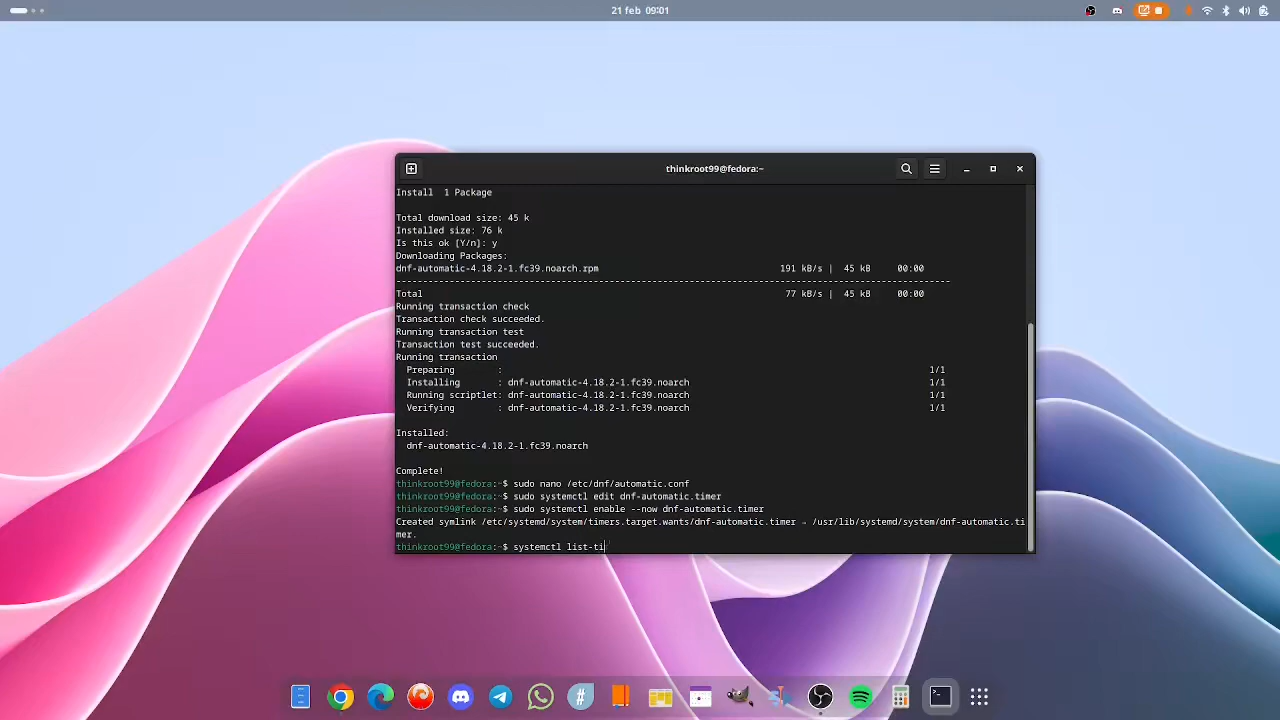 21 feb 09:01
thinkroot99@fedora:~
Install 1 Package
Total download size: 45 k
Installed size: 76 k
Is this ok [Y/n]: y
Downloading Packages:
dnf-automatic-4.18.2-1.fc39.noarch.rpm 191 kB/s | 45 kB 00:00
--------------------------------------------------------------------------------
Total 77 kB/s | 45 kB 00:00
Running transaction check
Transaction check succeeded.
Running transaction test
Transaction test succeeded.
Running transaction
Preparing : 1/1
Installing : dnf-automatic-4.18.2-1.fc39.noarch 1/1
Running scriptlet: dnf-automatic-4.18.2-1.fc39.noarch 1/1
Verifying : dnf-automatic-4.18.2-1.fc39.noarch 1/1
Installed:
dnf-automatic-4.18.2-1.fc39.noarch
Complete!
thinkroot99@fedora:~$ sudo nano /etc/dnf/automatic.conf
thinkroot99@fedora:~$ sudo systemctl edit dnf-automatic.timer
thinkroot99@fedora:~$ sudo systemctl enable --now dnf-automatic.timer
Created symlink /etc/systemd/system/timers.target.wants/dnf-automatic.timer → /usr/lib/systemd/system/dnf-automatic.ti
mer.
thinkroot99@fedora:~$ systemctl list-ti